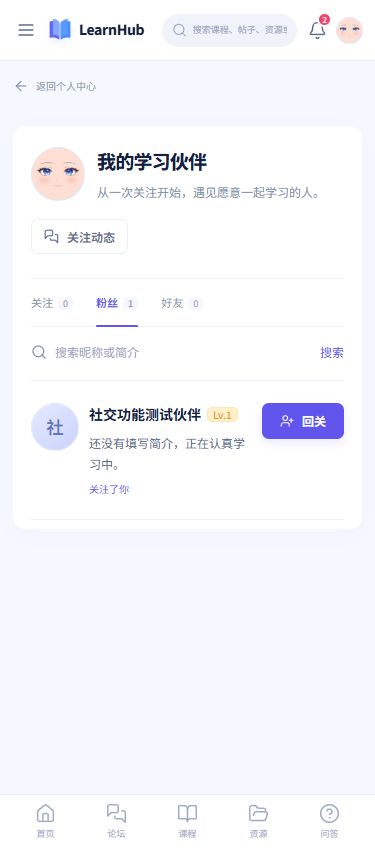 LearnHub
搜索课程、帖子、资源
2
返回个人中心
我的学习伙伴
从一次关注开始，遇见愿意一起学习的人。
关注动态
关注 0
粉丝 1
好友 0
搜索昵称或简介
搜索
社
社交功能测试伙伴 Lv.1
回关
还没有填写简介，正在认真学
习中。
关注了你
首页
论坛
课程
资源
问答